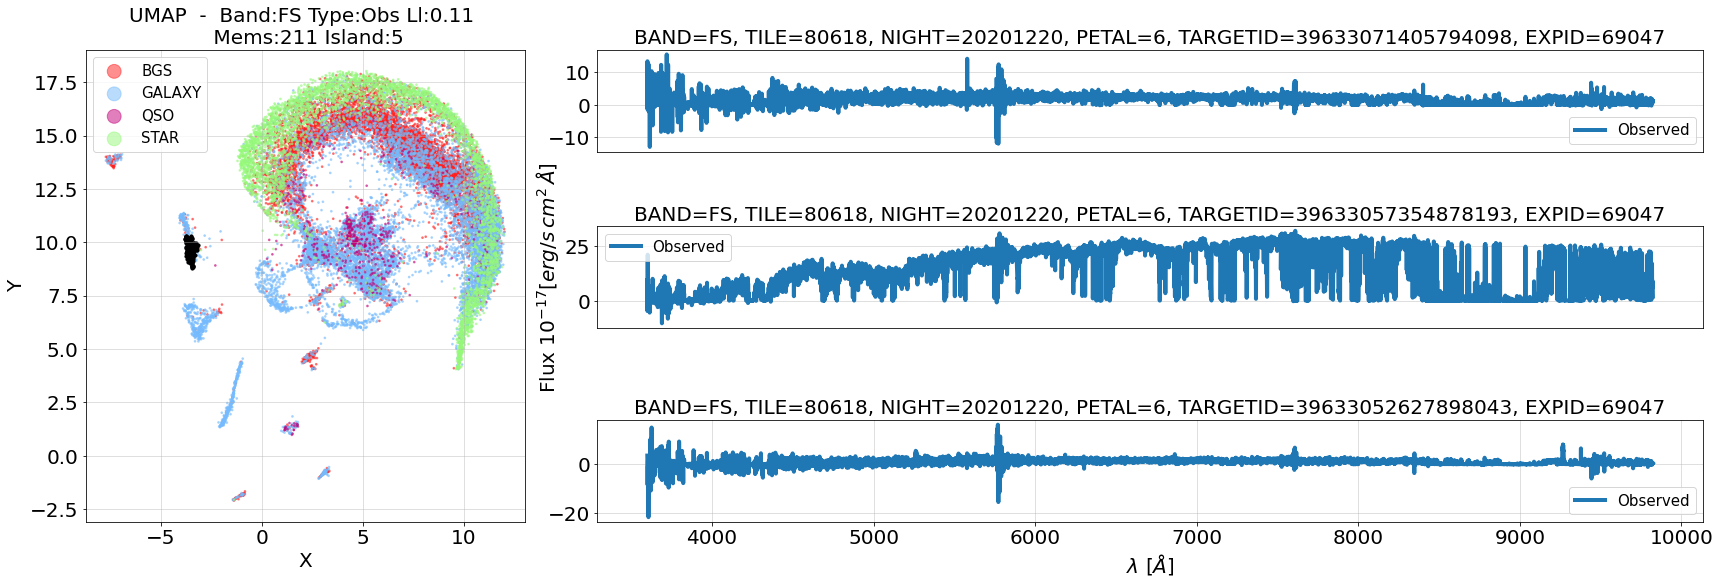 UMAP - Band:FS Type:Obs Ll:0.11
Mems:211 Island:5
BGS
GALAXY
QSO
STAR
17.5
15.0
12.5
10.0
7.5
5.0
2.5
0.0
−2.5
Y
−5
0
5
10
X
BAND=FS, TILE=80618, NIGHT=20201220, PETAL=6, TARGETID=39633071405794098, EXPID=69047
10
0
−10
Observed
BAND=FS, TILE=80618, NIGHT=20201220, PETAL=6, TARGETID=39633057354878193, EXPID=69047
25
0
Observed
Flux 10⁻¹⁷[erg/s cm² Å]
BAND=FS, TILE=80618, NIGHT=20201220, PETAL=6, TARGETID=39633052627898043, EXPID=69047
0
−20
Observed
4000
5000
6000
7000
8000
9000
10000
λ [Å]